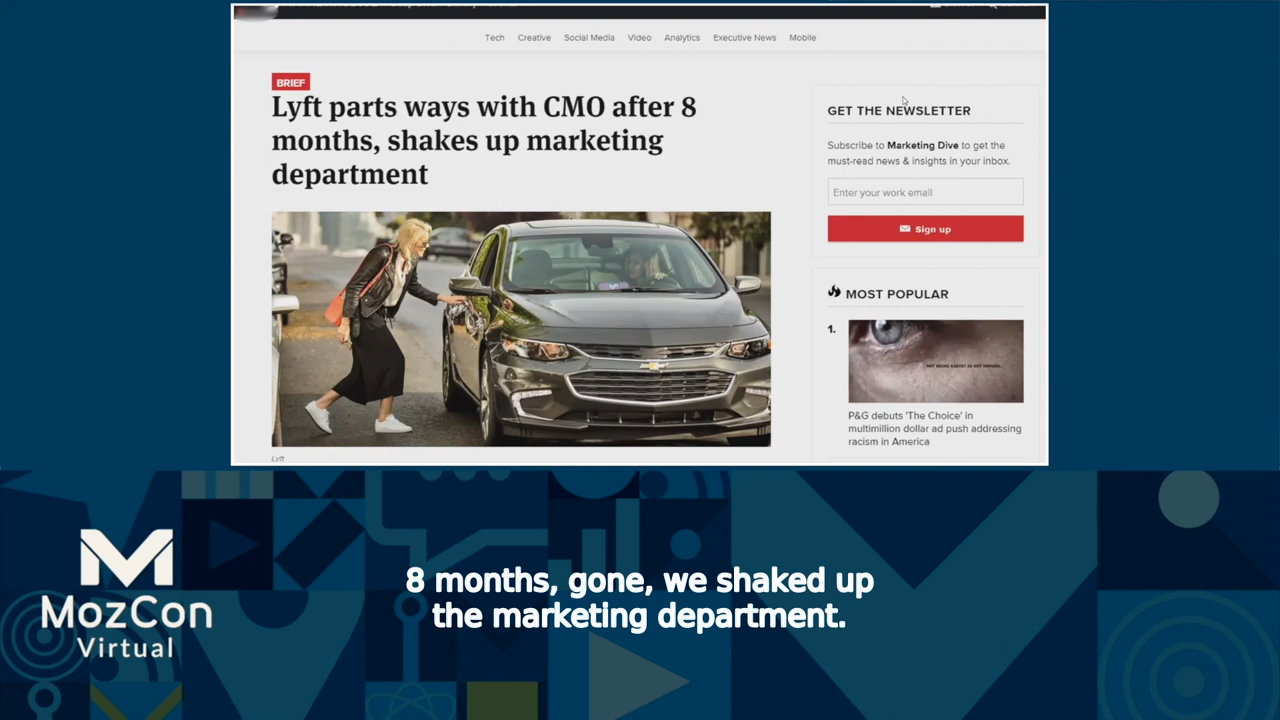 Tech Creative Social Media Video Analytics Executive News Mobile
BRIEF
Lyft parts ways with CMO after 8
months, shakes up marketing
department
Lyft
GET THE NEWSLETTER
Subscribe to Marketing Dive to get the
must-read news & insights in your inbox.
Enter your work email
Sign up
MOST POPULAR
1.
P&G debuts 'The Choice' in
multimillion dollar ad push addressing
racism in America
M
MozCon
Virtual
8 months, gone, we shaked up
the marketing department.